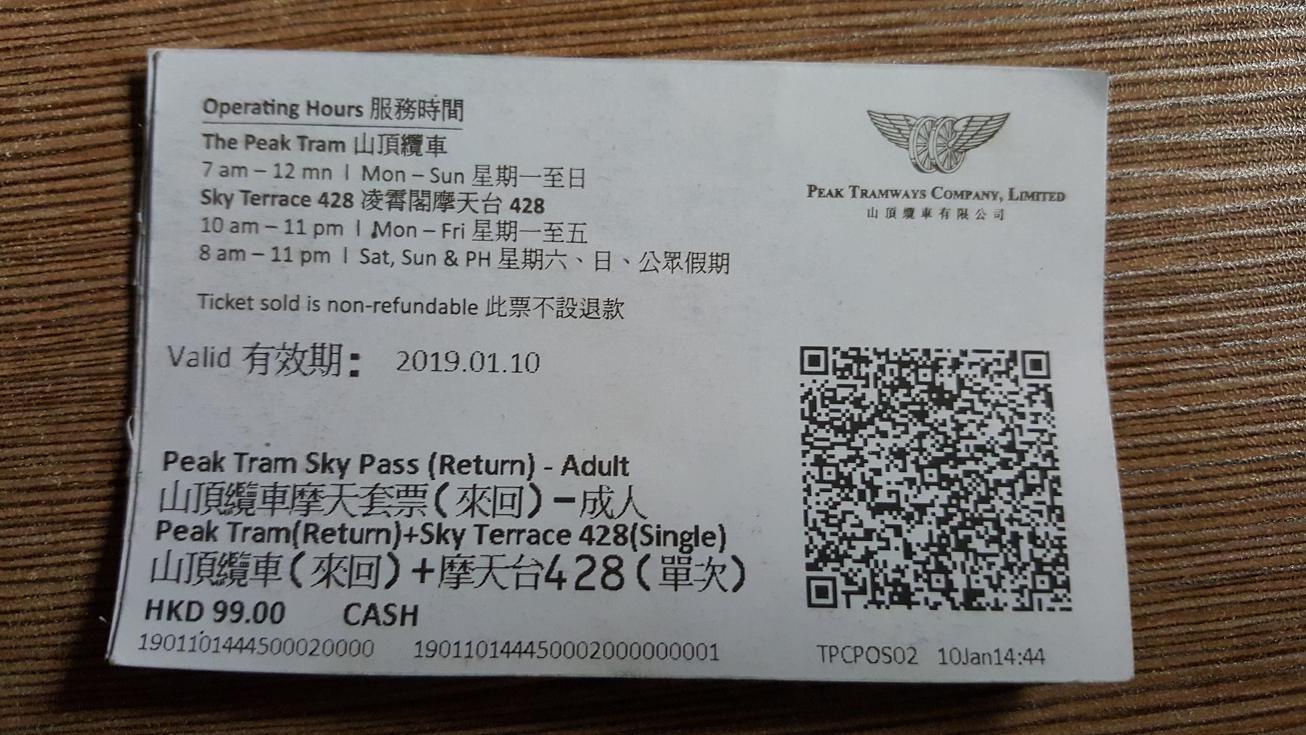 Operating Hours 服務時間
The Peak Tram 山頂纜車
7 am – 12 mn | Mon – Sun 星期一至日
Sky Terrace 428 凌霄閣摩天台 428
10 am – 11 pm | Mon – Fri 星期一至五
8 am – 11 pm | Sat, Sun & PH 星期六、日、公眾假期
Ticket sold is non-refundable 此票不設退款
PEAK TRAMWAYS COMPANY, LIMITED
山頂纜車有限公司
Valid 有效期： 2019.01.10
Peak Tram Sky Pass (Return) - Adult
山頂纜車摩天套票（來回）–成人
Peak Tram(Return)+Sky Terrace 428(Single)
山頂纜車（來回）+摩天台428（單次）
HKD 99.00 CASH
1901101444500020000 1901101444500020000000001 TPCPOS02 10Jan14:44